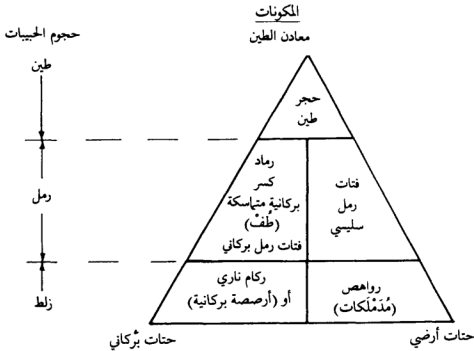 المكونات
معادن الطين
حجوم الحبيبات
طين
رمل
زلط
حجر
طين
رماد
كسر
بركانية متماسكة
(طُفْ)
فتات رمل بركاني
فتات
رمل
سليسي
ركام ناري
أو (أرصصة بركانية)
رواهص
(مُدَمْلَكات)
حتات بُركاني
حتات أرضي